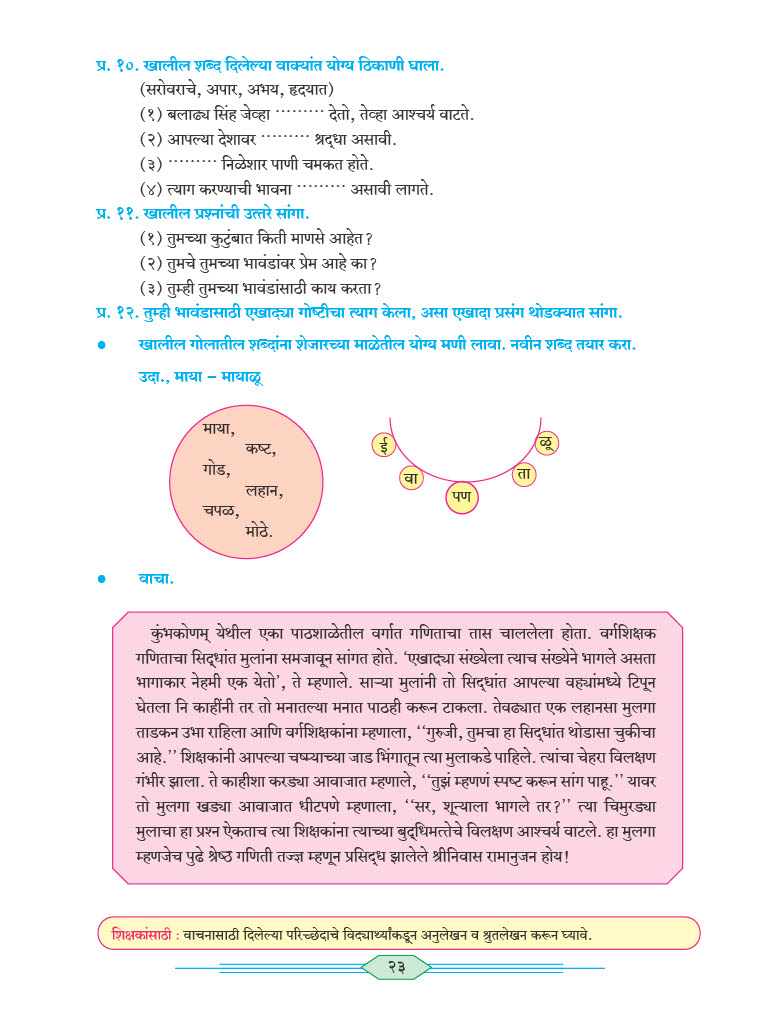 प्र. १०. खालील शब्द दिलेल्या वाक्यांत योग्य ठिकाणी घाला.
(सरोवराचे, अपार, अभय, हृदयात)
(१) बलाढ्य सिंह जेव्हा ········· देतो, तेव्हा आश्चर्य वाटते.
(२) आपल्या देशावर ········· श्रद्धा असावी.
(३) ········· निळेशार पाणी चमकत होते.
(४) त्याग करण्याची भावना ········· असावी लागते.
प्र. ११. खालील प्रश्नांची उत्तरे सांगा.
(१) तुमच्या कुटुंबात किती माणसे आहेत?
(२) तुमचे तुमच्या भावंडांवर प्रेम आहे का?
(३) तुम्ही तुमच्या भावंडांसाठी काय करता?
प्र. १२. तुम्ही भावंडासाठी एखाद्या गोष्टीचा त्याग केला, असा एखादा प्रसंग थोडक्यात सांगा.
● खालील गोलातील शब्दांना शेजारच्या माळेतील योग्य मणी लावा. नवीन शब्द तयार करा.
उदा., माया – मायाळू
माया,
कष्ट,
गोड,
लहान,
चपळ,
मोठे.
ई
वा
पण
ता
ळू
● वाचा.
कुंभकोणम् येथील एका पाठशाळेतील वर्गात गणिताचा तास चाललेला होता. वर्गशिक्षक
गणिताचा सिद्धांत मुलांना समजावून सांगत होते. ‘एखाद्या संख्येला त्याच संख्येने भागले असता
भागाकार नेहमी एक येतो’, ते म्हणाले. साऱ्या मुलांनी तो सिद्धांत आपल्या वह्यांमध्ये टिपून
घेतला नि काहींनी तर तो मनातल्या मनात पाठही करून टाकला. तेवढ्यात एक लहानसा मुलगा
ताडकन उभा राहिला आणि वर्गशिक्षकांना म्हणाला, ‘‘गुरुजी, तुमचा हा सिद्धांत थोडासा चुकीचा
आहे.’’ शिक्षकांनी आपल्या चष्म्याच्या जाड भिंगातून त्या मुलाकडे पाहिले. त्यांचा चेहरा विलक्षण
गंभीर झाला. ते काहीशा करड्या आवाजात म्हणाले, ‘‘तुझं म्हणणं स्पष्ट करून सांग पाहू.’’ यावर
तो मुलगा खड्या आवाजात धीटपणे म्हणाला, ‘‘सर, शून्याला भागले तर?’’ त्या चिमुरड्या
मुलाचा हा प्रश्न ऐकताच त्या शिक्षकांना त्याच्या बुद्धिमत्तेचे विलक्षण आश्चर्य वाटले. हा मुलगा
म्हणजेच पुढे श्रेष्ठ गणिती तज्ज्ञ म्हणून प्रसिद्ध झालेले श्रीनिवास रामानुजन होय!
शिक्षकांसाठी : वाचनासाठी दिलेल्या परिच्छेदाचे विद्यार्थ्यांकडून अनुलेखन व श्रुतलेखन करून घ्यावे.
२३